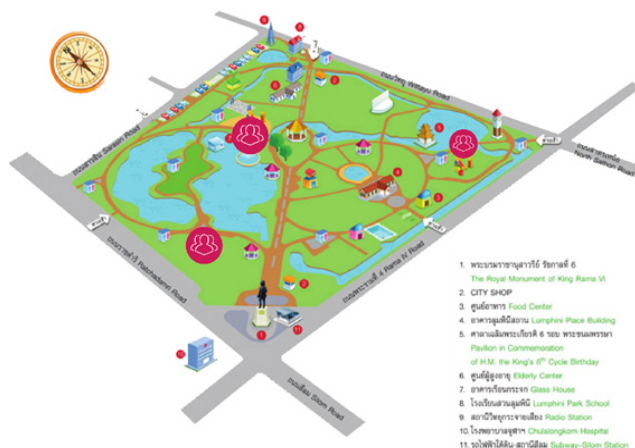 ถนนวิทยุ Wittayu Road
ถนนสารสิน Sarasin Road
North Sathon Road
ถนนราชดำริ Ratchadamri Road
ถนนพระรามที่ 4 Rama IV Road
ถนนสีลม Silom Road
1. พระบรมราชานุสาวรีย์ รัชกาลที่ 6
The Royal Monument of King Rama VI
2. CITY SHOP
3. ศูนย์อาหาร Food Center
4. อาคารลุมพินีสถาน Lumphini Place Building
5. ศาลาเฉลิมพระเกียรติ 6 รอบ พระชนมพรรษา
Pavilion in Commemoration
of H.M. the King's 6th Cycle Birthday
6. ศูนย์ผู้สูงอายุ Elderly Center
7. อาคารเรือนกระจก Glass House
8. โรงเรียนสวนลุมพินี Lumphini Park School
9. สถานีวิทยุกระจายเสียง Radio Station
10. โรงพยาบาลจุฬาฯ Chulalongkorn Hospital
11. รถไฟฟ้าใต้ดิน-สถานีสีลม Subway-Silom Station